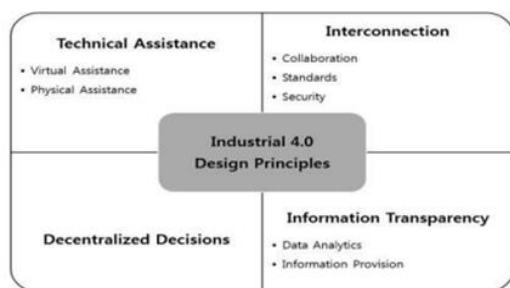 Technical Assistance
• Virtual Assistance
• Physical Assistance
Interconnection
• Collaboration
• Standards
• Security
Industrial 4.0
Design Principles
Decentralized Decisions
Information Transparency
• Data Analytics
• Information Provision